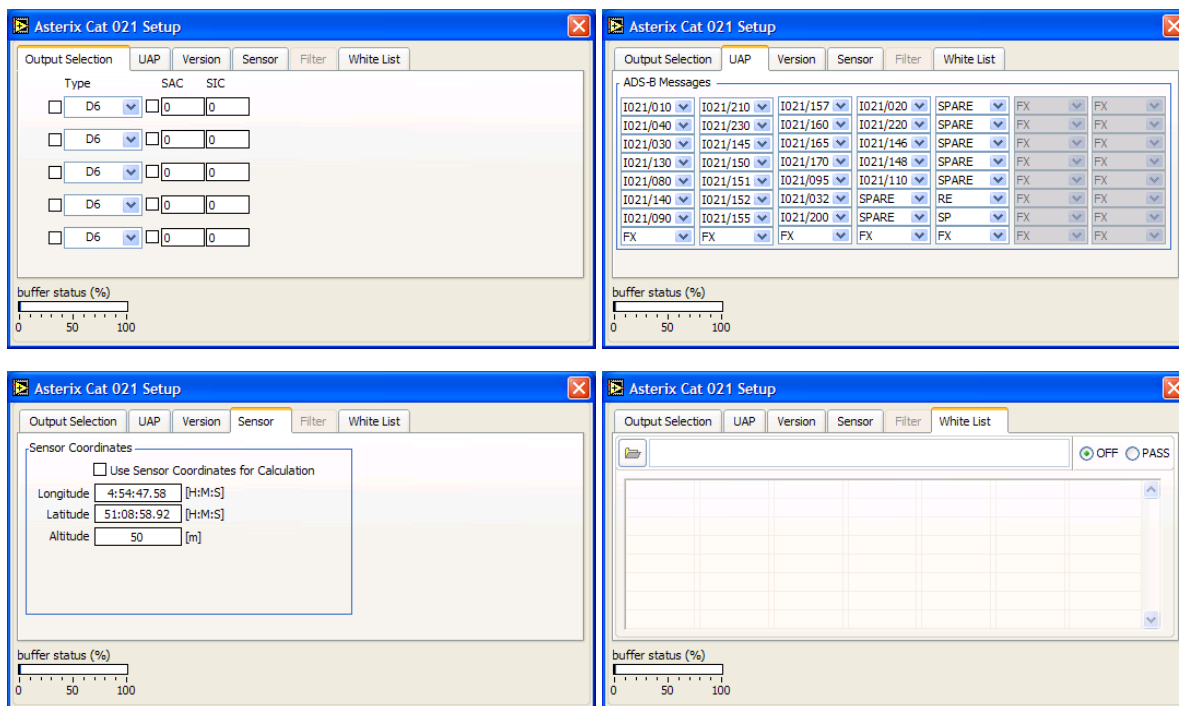 Asterix Cat 021 Setup
Output Selection UAP Version Sensor Filter White List
Type SAC SIC
D6 0 0
D6 0 0
D6 0 0
D6 0 0
D6 0 0
buffer status (%)
0 50 100
Asterix Cat 021 Setup
Output Selection UAP Version Sensor Filter White List
ADS-B Messages
I021/010 I021/210 I021/157 I021/020 SPARE FX FX
I021/040 I021/230 I021/160 I021/220 SPARE FX FX
I021/030 I021/145 I021/165 I021/146 SPARE FX FX
I021/130 I021/150 I021/170 I021/148 SPARE FX FX
I021/080 I021/151 I021/095 I021/110 SPARE FX FX
I021/140 I021/152 I021/032 SPARE RE FX FX
I021/090 I021/155 I021/200 SPARE SP FX FX
FX FX FX FX FX FX FX
buffer status (%)
0 50 100
Asterix Cat 021 Setup
Output Selection UAP Version Sensor Filter White List
Sensor Coordinates
Use Sensor Coordinates for Calculation
Longitude 4:54:47.58 [H:M:S]
Latitude 51:08:58.92 [H:M:S]
Altitude 50 [m]
buffer status (%)
0 50 100
Asterix Cat 021 Setup
Output Selection UAP Version Sensor Filter White List
OFF PASS
buffer status (%)
0 50 100